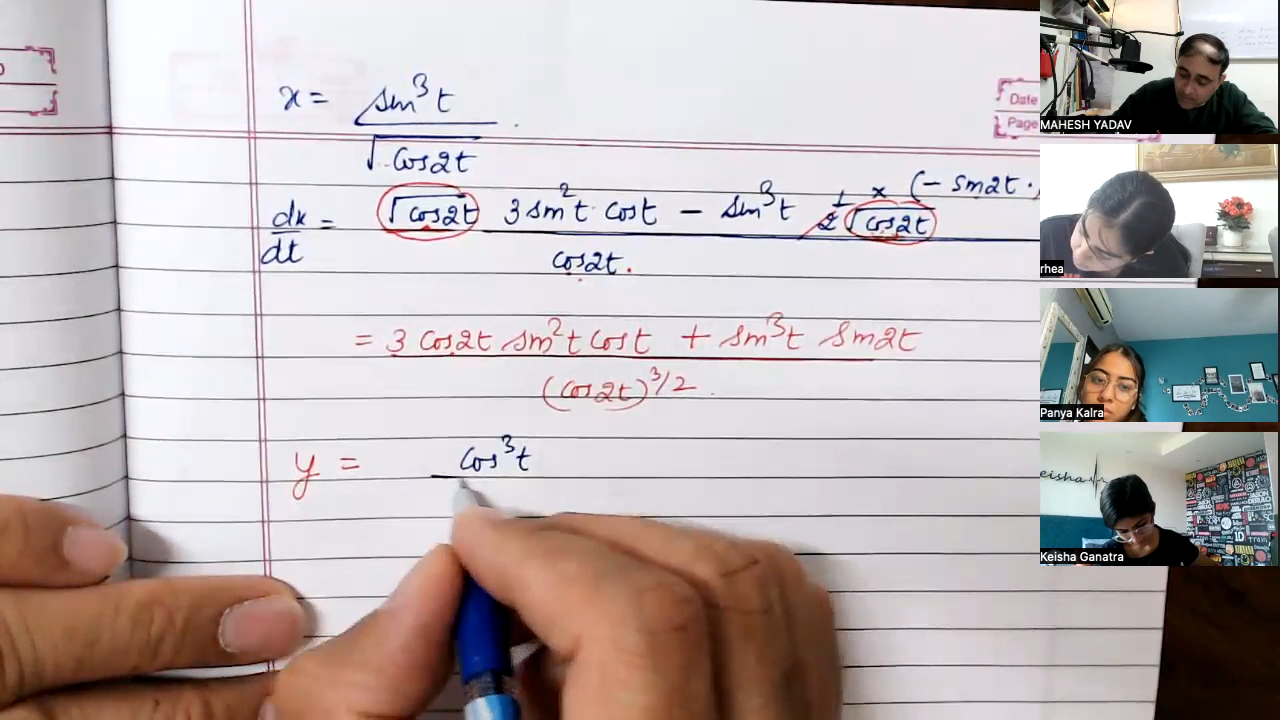 x = sin³t
√cos2t
dx/dt = √cos2t 3sin²t cost − sin³t 1/2√cos2t × (−sin2t ·
cos2t
= 3 cos2t sin²t cost + sin³t sin2t
(cos2t)^3/2
y = cos³t
Date
Page
MAHESH YADAV
rhea
Panya Kalra
Keisha Ganatra